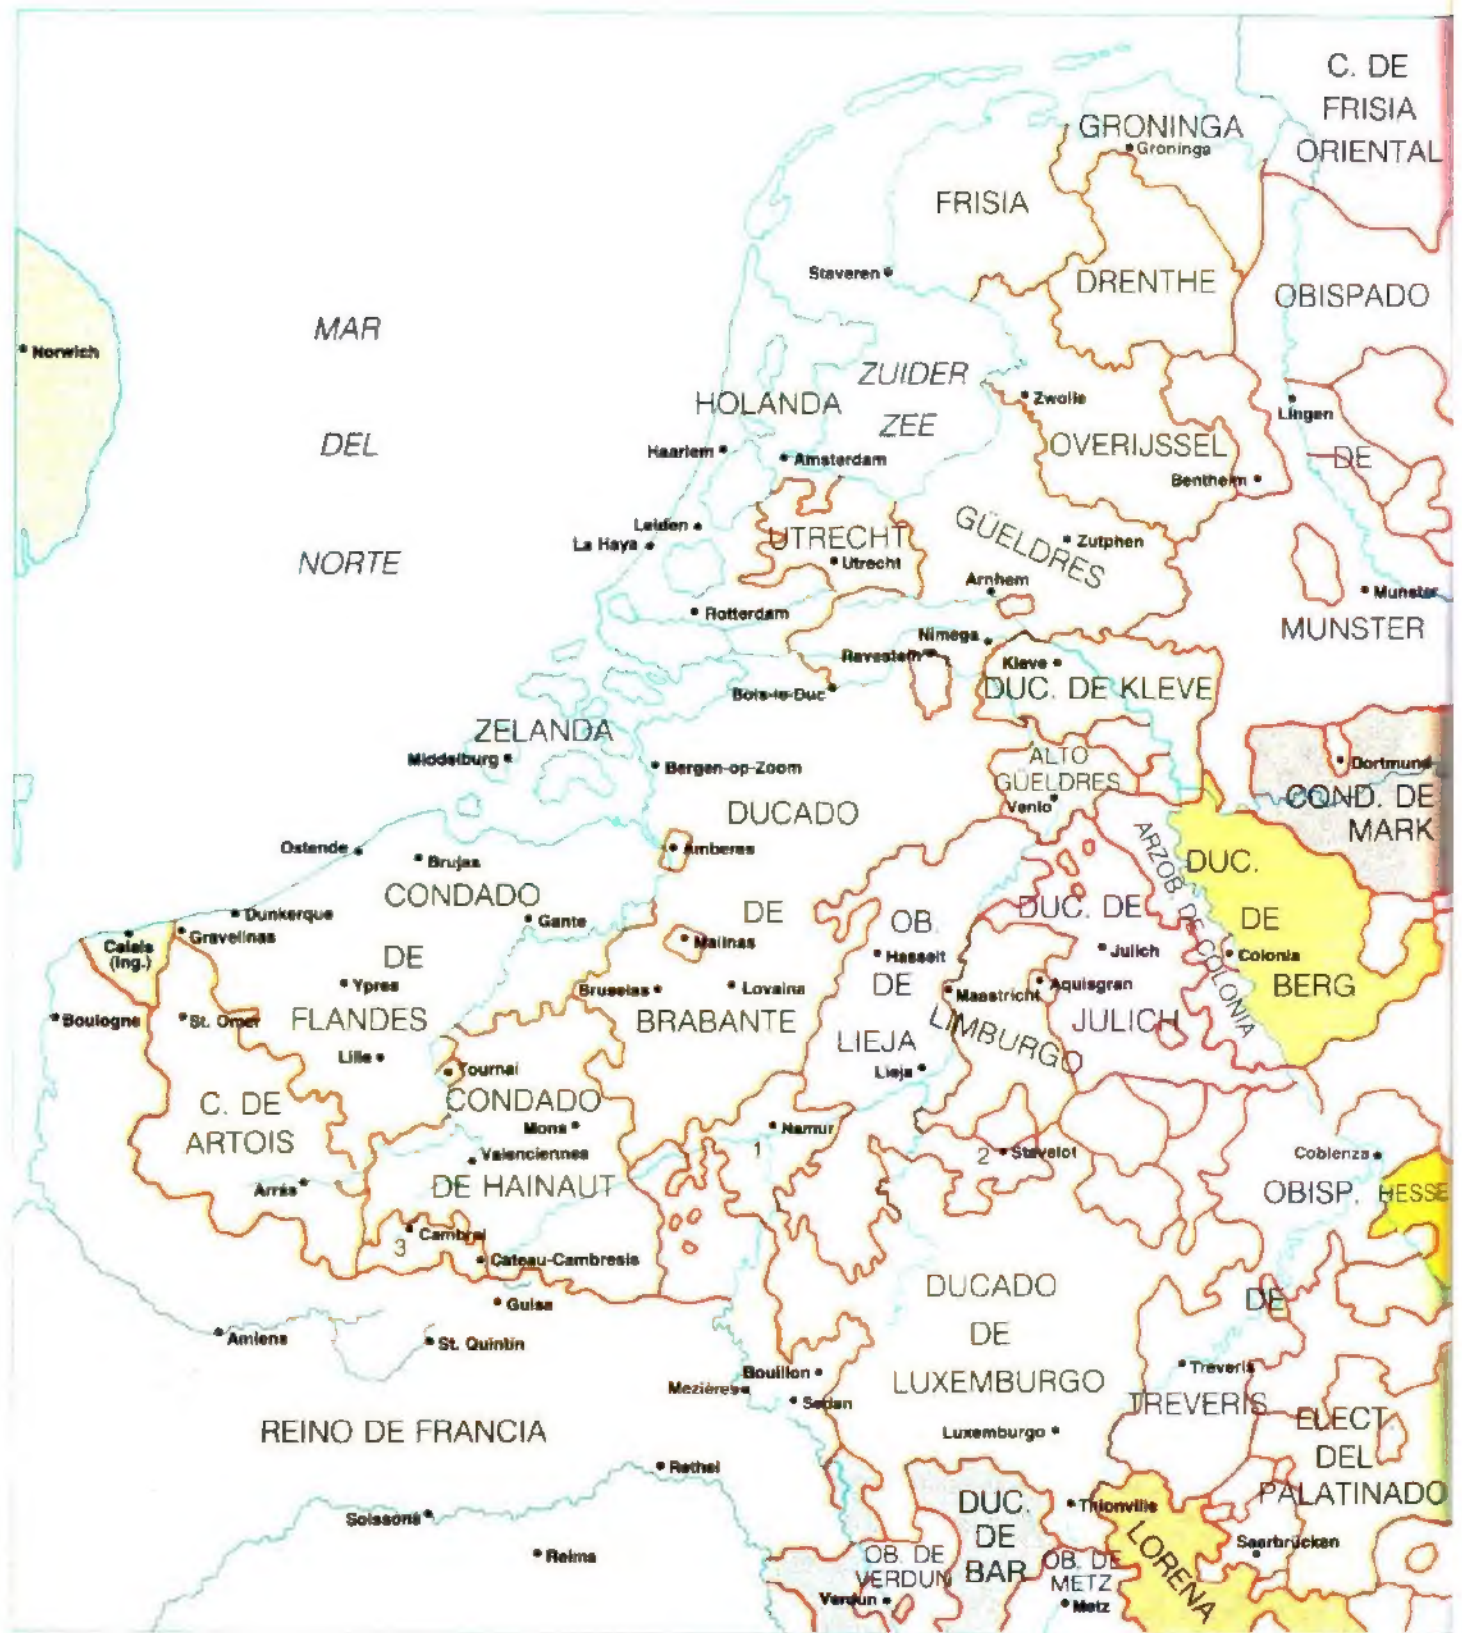 C. DE
FRISIA
ORIENTAL
GRONINGA
Groninga
FRISIA
Staveren
DRENTHE
OBISPADO
MAR
Norwich
ZUIDER
HOLANDA
Zwolle
ZEE
Lingen
DEL
OVERIJSSEL
Haarlem
Amsterdam
DE
Bentheim
Leiden
GÜELDRES
La Haya
UTRECHT
Zutphen
NORTE
Utrecht
Arnhem
Munster
Rotterdam
MUNSTER
Nimega
Ravestein
Kleve
Bois-le-Duc
DUC. DE KLEVE
ZELANDA
Middelburg
Bergen-op-Zoom
ALTO
GÜELDRES
Venlo
Dortmund
COND. DE
MARK
DUCADO
Ostende
Brujas
Amberes
ARZOB. DE COLONIA
DUC.
CONDADO
Dunkerque
Gante
DE
OB.
DUC. DE
DE
Calais
(ing.)
Gravelinas
Malinas
Hasselt
Julich
Colonia
DE
Ypres
Bruselas
Lovaina
DE
Maastricht
Aquisgran
BERG
Boulogne
St. Omer
FLANDES
BRABANTE
LIMBURGO
JULICH
LIEJA
Lille
Tournai
Lieja
C. DE
ARTOIS
CONDADO
Mons
Namur
1
2
Stavelot
Valenciennes
Coblenza
Arras
DE HAINAUT
OBISP.
HESSE
Cambrai
3
Cateau-Cambresis
DUCADO
DE
Guisa
Amiens
St. Quintin
DE
Bouillon
Treveris
Mezières
LUXEMBURGO
Sedan
TREVERIS
REINO DE FRANCIA
Luxemburgo
ELECT.
DEL
PALATINADO
Rethel
Soissons
DUC.
DE
BAR
Thionville
LORENA
Reims
OB. DE
VERDUN
OB. DE
METZ
Saarbrücken
Verdun
Metz